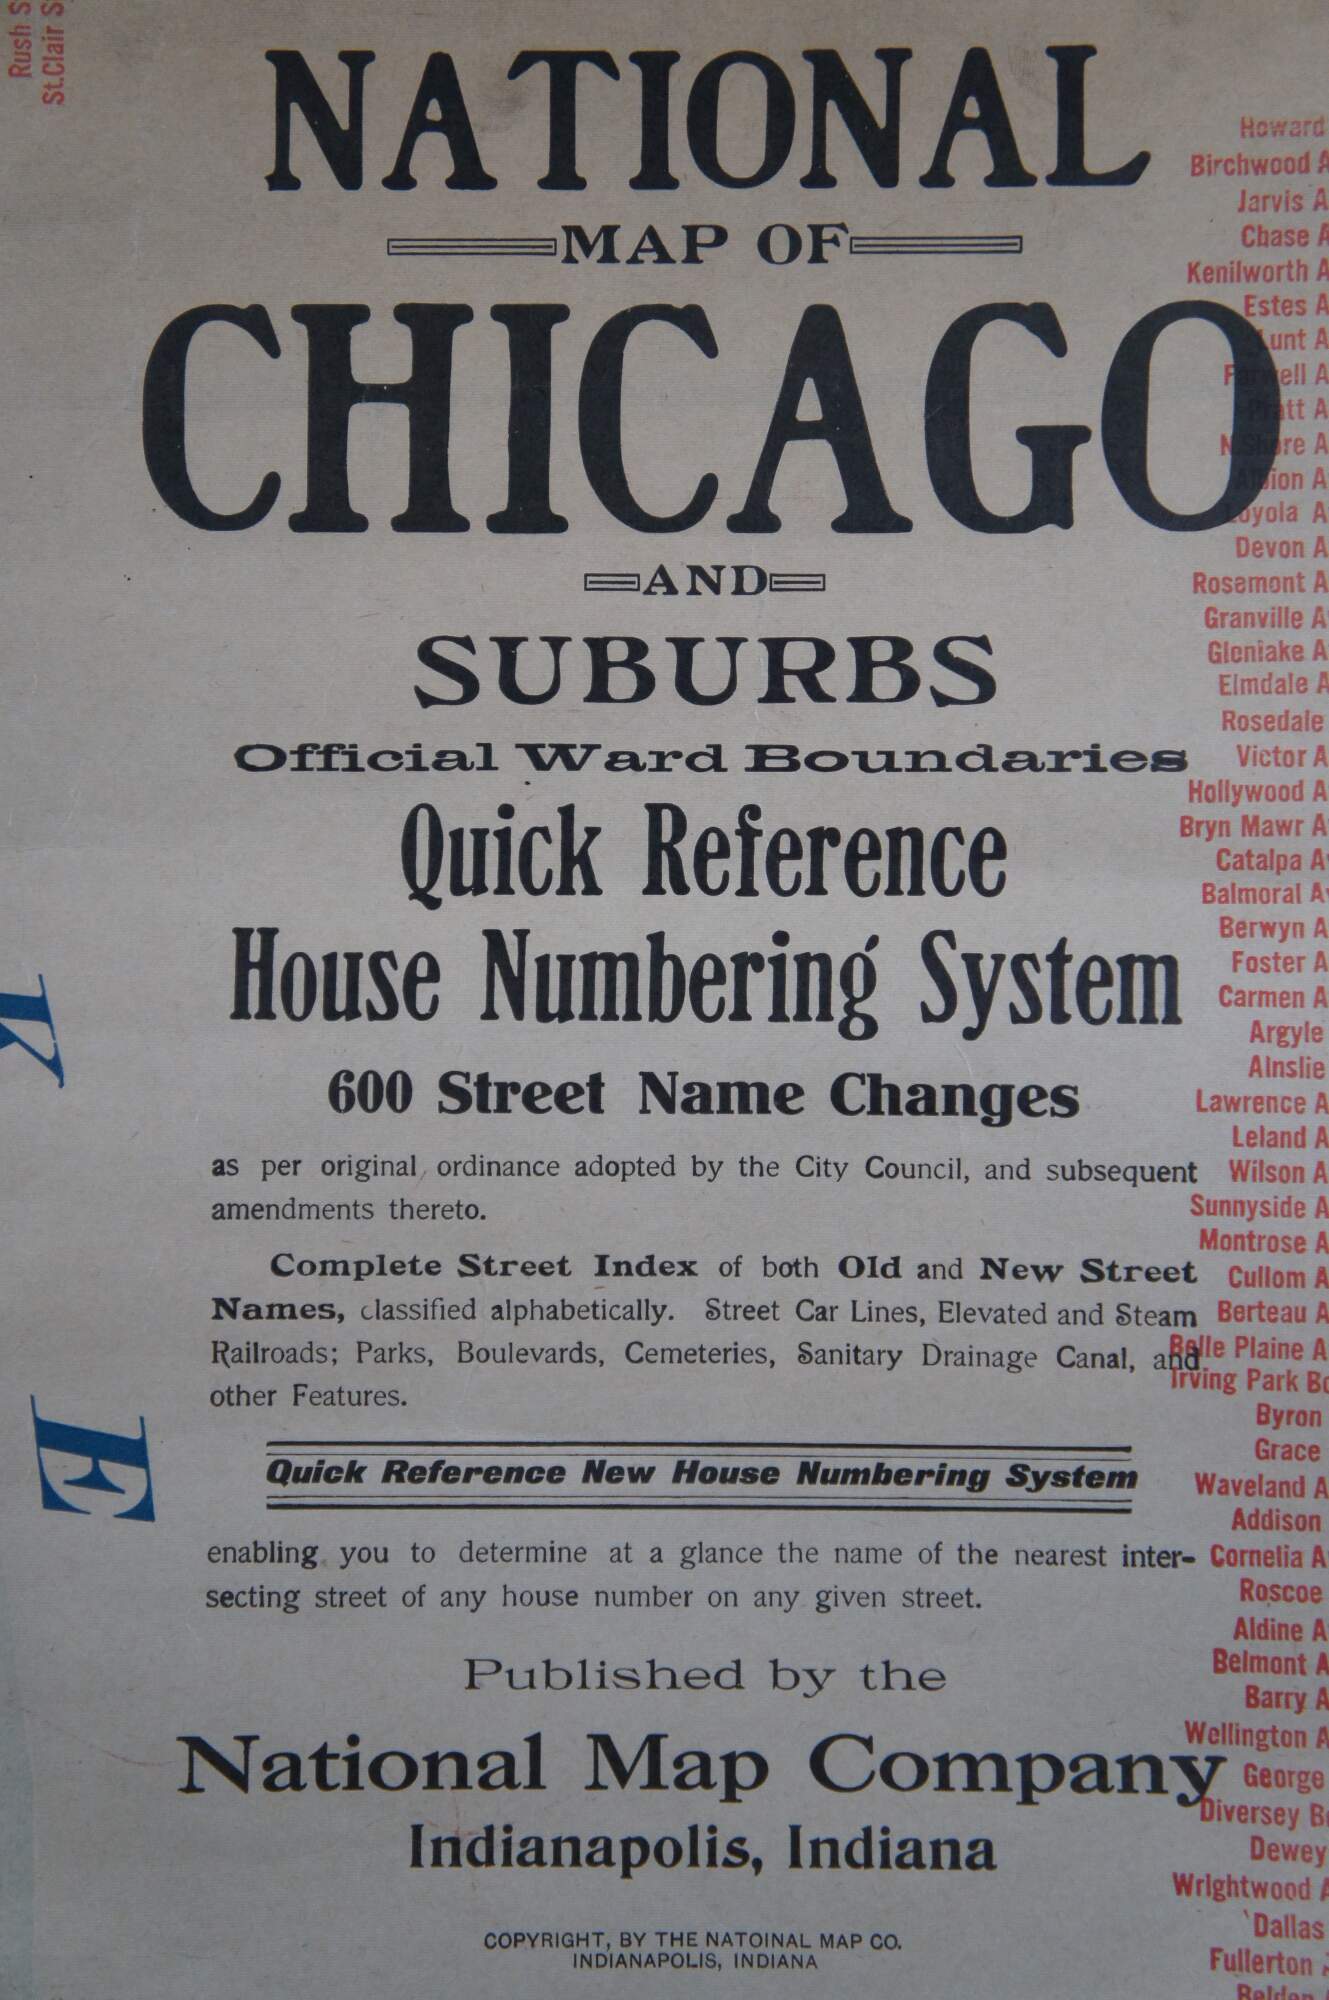 Rush S
St.Clair S
NATIONAL
MAP OF
CHICAGO
AND
SUBURBS
Official Ward Boundaries
Quick Reference
House Numbering System
600 Street Name Changes
as per original ordinance adopted by the City Council, and subsequent
amendments thereto.
Complete Street Index of both Old and New Street
Names, classified alphabetically. Street Car Lines, Elevated and Steam
Railroads; Parks, Boulevards, Cemeteries, Sanitary Drainage Canal, and
other Features.
Quick Reference New House Numbering System
enabling you to determine at a glance the name of the nearest inter-
secting street of any house number on any given street.
Published by the
National Map Company
Indianapolis, Indiana
COPYRIGHT, BY THE NATOINAL MAP CO.
INDIANAPOLIS, INDIANA
K
E
Howard
Birchwood A
Jarvis A
Chase A
Kenilworth A
Estes A
Lunt A
Farwell A
Pratt A
N.Shore A
Albion A
Loyola A
Devon A
Rosemont A
Granville A
Glenlake A
Elmdale A
Rosedale
Victor A
Hollywood A
Bryn Mawr A
Catalpa A
Balmoral A
Berwyn A
Foster A
Carmen A
Argyle
Ainslie
Lawrence A
Leland A
Wilson A
Sunnyside A
Montrose A
Cullom A
Berteau A
Belle Plaine A
Irving Park Bo
Byron
Grace
Waveland A
Addison
Cornelia A
Roscoe
Aldine A
Belmont A
Barry A
Wellington A
George
Diversey B
Dewey
Wrightwood A
Dallas
Fullerton
Belden